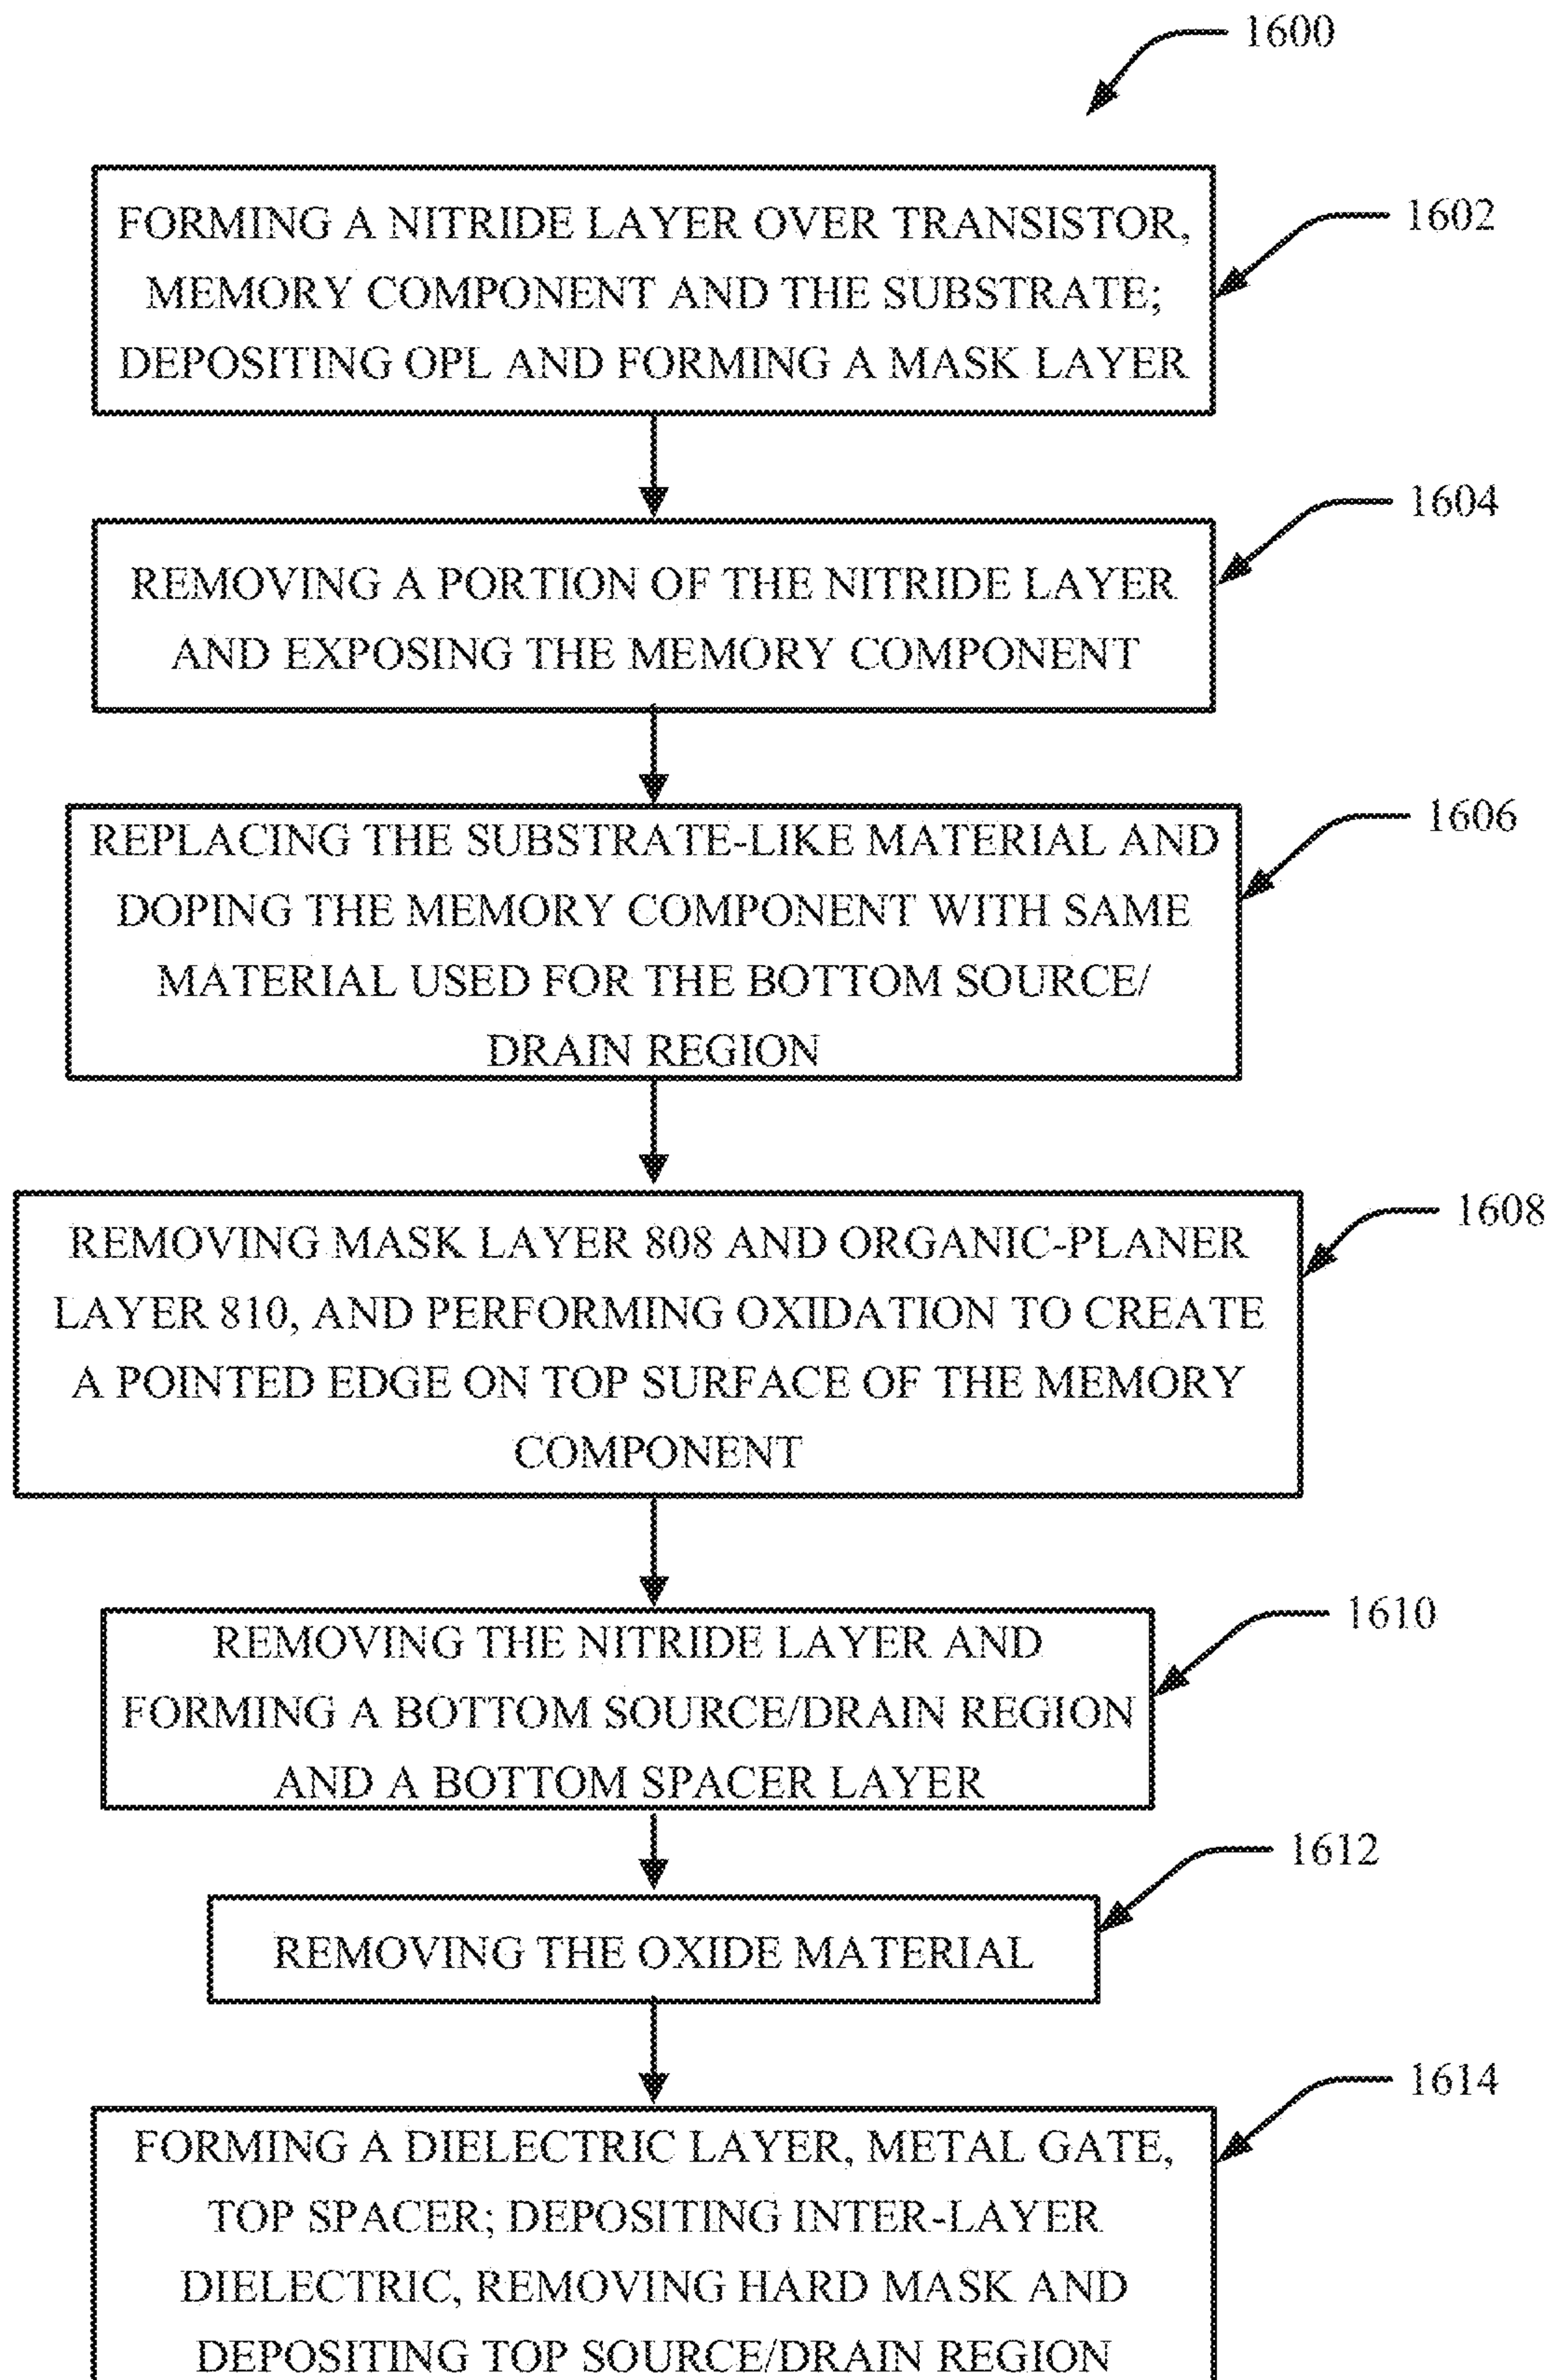 1600
FORMING A NITRIDE LAYER OVER TRANSISTOR,
MEMORY COMPONENT AND THE SUBSTRATE;
DEPOSITING OPL AND FORMING A MASK LAYER
1602
REMOVING A PORTION OF THE NITRIDE LAYER
AND EXPOSING THE MEMORY COMPONENT
1604
REPLACING THE SUBSTRATE-LIKE MATERIAL AND
DOPING THE MEMORY COMPONENT WITH SAME
MATERIAL USED FOR THE BOTTOM SOURCE/
DRAIN REGION
1606
REMOVING MASK LAYER 808 AND ORGANIC-PLANER
LAYER 810, AND PERFORMING OXIDATION TO CREATE
A POINTED EDGE ON TOP SURFACE OF THE MEMORY
COMPONENT
1608
REMOVING THE NITRIDE LAYER AND
FORMING A BOTTOM SOURCE/DRAIN REGION
AND A BOTTOM SPACER LAYER
1610
REMOVING THE OXIDE MATERIAL
1612
FORMING A DIELECTRIC LAYER, METAL GATE,
TOP SPACER; DEPOSITING INTER-LAYER
DIELECTRIC, REMOVING HARD MASK AND
DEPOSITING TOP SOURCE/DRAIN REGION
1614